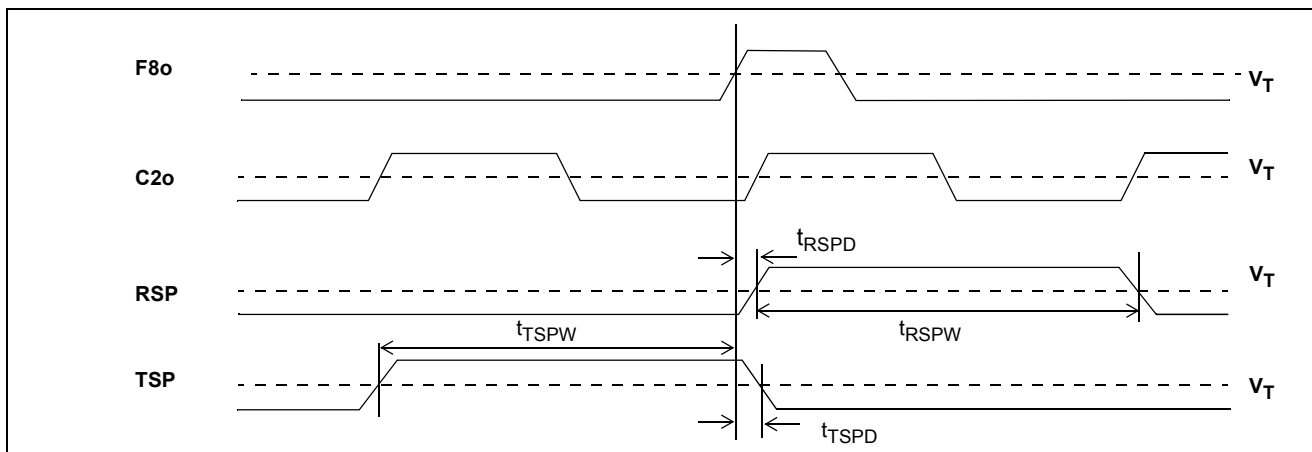 F8o
V_T
C2o
V_T
t_RSPD
RSP
V_T
t_TSPW
t_RSPW
TSP
V_T
t_TSPD